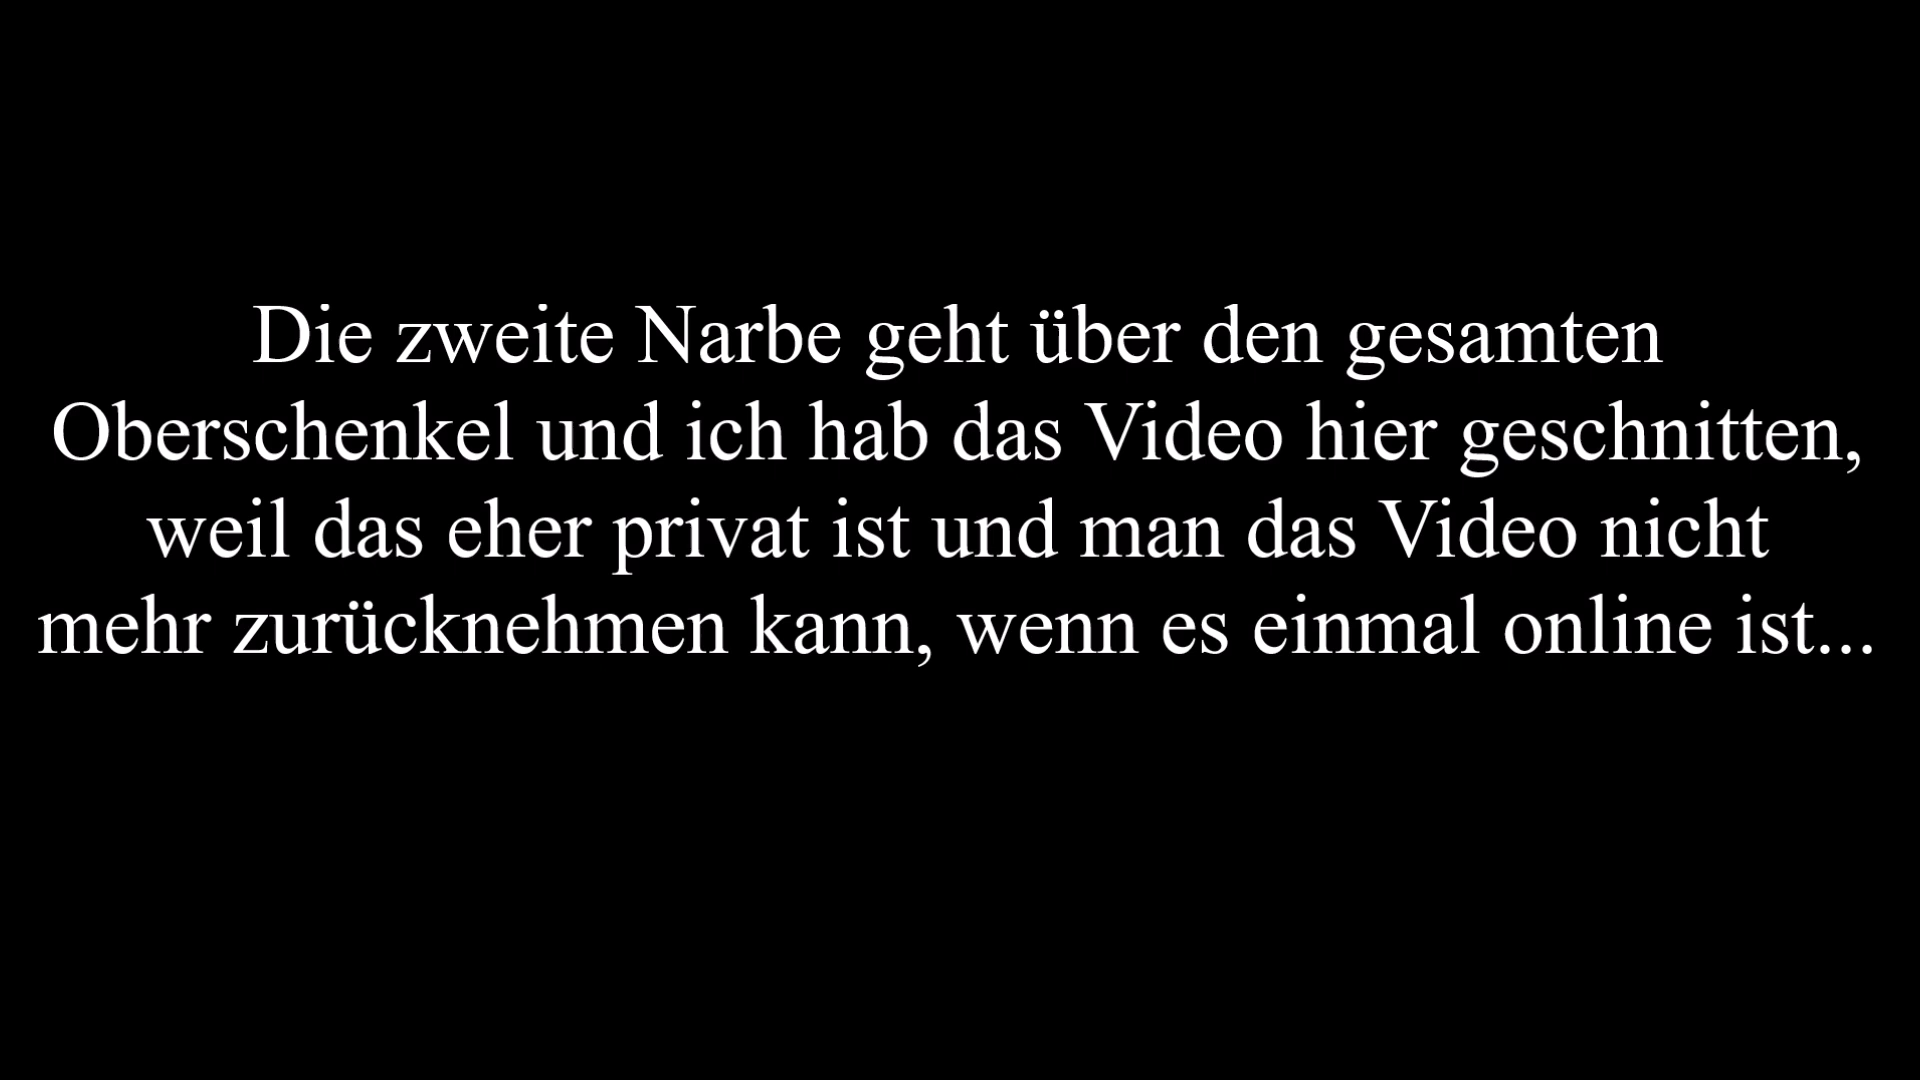 Die zweite Narbe geht über den gesamten
Oberschenkel und ich hab das Video hier geschnitten,
weil das eher privat ist und man das Video nicht
mehr zurücknehmen kann, wenn es einmal online ist...